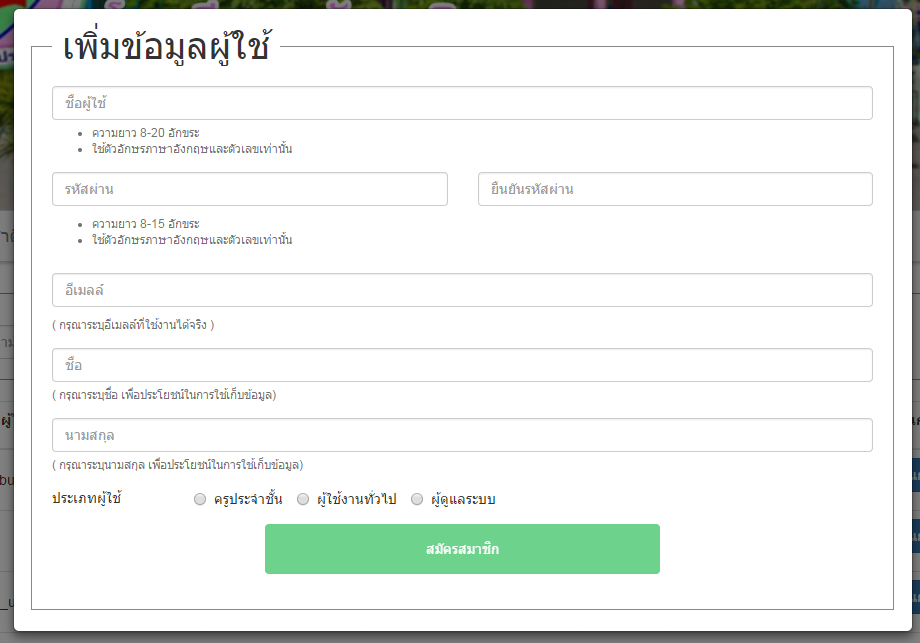 เพิ่มข้อมูลผู้ใช้
ชื่อผู้ใช้
ความยาว 8-20 อักขระ
ใช้ตัวอักษรภาษาอังกฤษและตัวเลขเท่านั้น
รหัสผ่าน
ยืนยันรหัสผ่าน
ความยาว 8-15 อักขระ
ใช้ตัวอักษรภาษาอังกฤษและตัวเลขเท่านั้น
อีเมลล์
( กรุณาระบุอีเมลล์ที่ใช้งานได้จริง )
ชื่อ
( กรุณาระบุชื่อ เพื่อประโยชน์ในการใช้เก็บข้อมูล)
นามสกุล
( กรุณาระบุนามสกุล เพื่อประโยชน์ในการใช้เก็บข้อมูล)
ประเภทผู้ใช้ ครูประจำชั้น ผู้ใช้งานทั่วไป ผู้ดูแลระบบ
สมัครสมาชิก